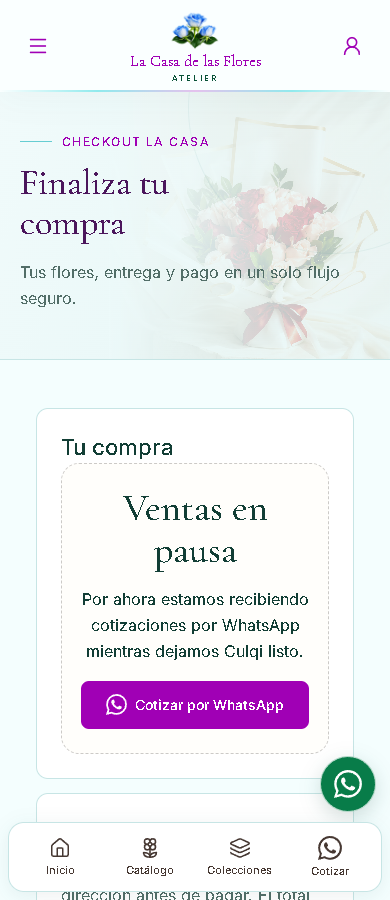 La Casa de las Flores
ATELIER
CHECKOUT LA CASA
Finaliza tu
compra
Tus flores, entrega y pago en un solo flujo
seguro.
Tu compra
Ventas en
pausa
Por ahora estamos recibiendo
cotizaciones por WhatsApp
mientras dejamos Culqi listo.
Cotizar por WhatsApp
Inicio
Catálogo
Colecciones
Cotizar
dirección antes de pagar. El total